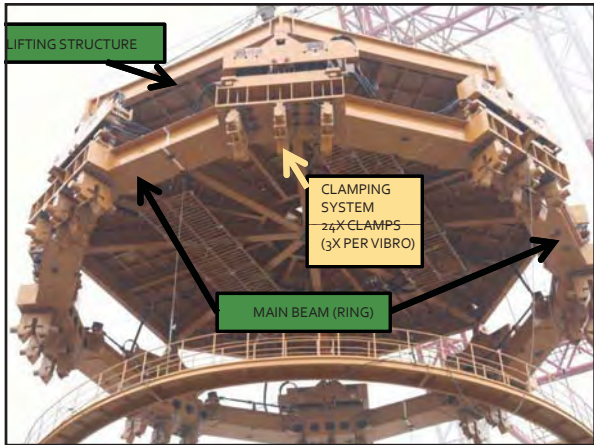 LIFTING STRUCTURE
CLAMPING
SYSTEM
24X CLAMPS
(3X PER VIBRO)
MAIN BEAM (RING)